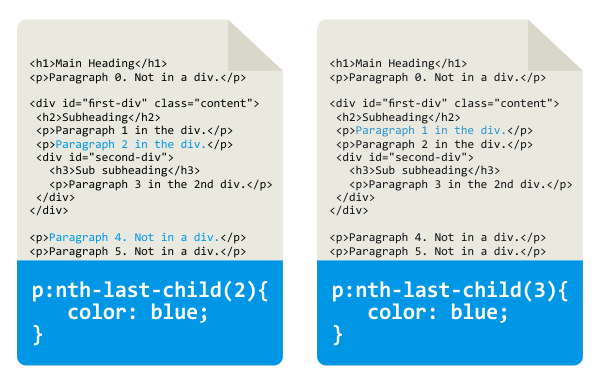 <h1>Main Heading</h1>
<p>Paragraph 0. Not in a div.</p>
<div id="first-div" class="content">
<h2>Subheading</h2>
<p>Paragraph 1 in the div.</p>
<p>Paragraph 2 in the div.</p>
<div id="second-div">
<h3>Sub subheading</h3>
<p>Paragraph 3 in the 2nd div.</p>
</div>
</div>
<p>Paragraph 4. Not in a div.</p>
<p>Paragraph 5. Not in a div.</p>
p:nth-last-child(2){
color: blue;
}
<h1>Main Heading</h1>
<p>Paragraph 0. Not in a div.</p>
<div id="first-div" class="content">
<h2>Subheading</h2>
<p>Paragraph 1 in the div.</p>
<p>Paragraph 2 in the div.</p>
<div id="second-div">
<h3>Sub subheading</h3>
<p>Paragraph 3 in the 2nd div.</p>
</div>
</div>
<p>Paragraph 4. Not in a div.</p>
<p>Paragraph 5. Not in a div.</p>
p:nth-last-child(3){
color: blue;
}